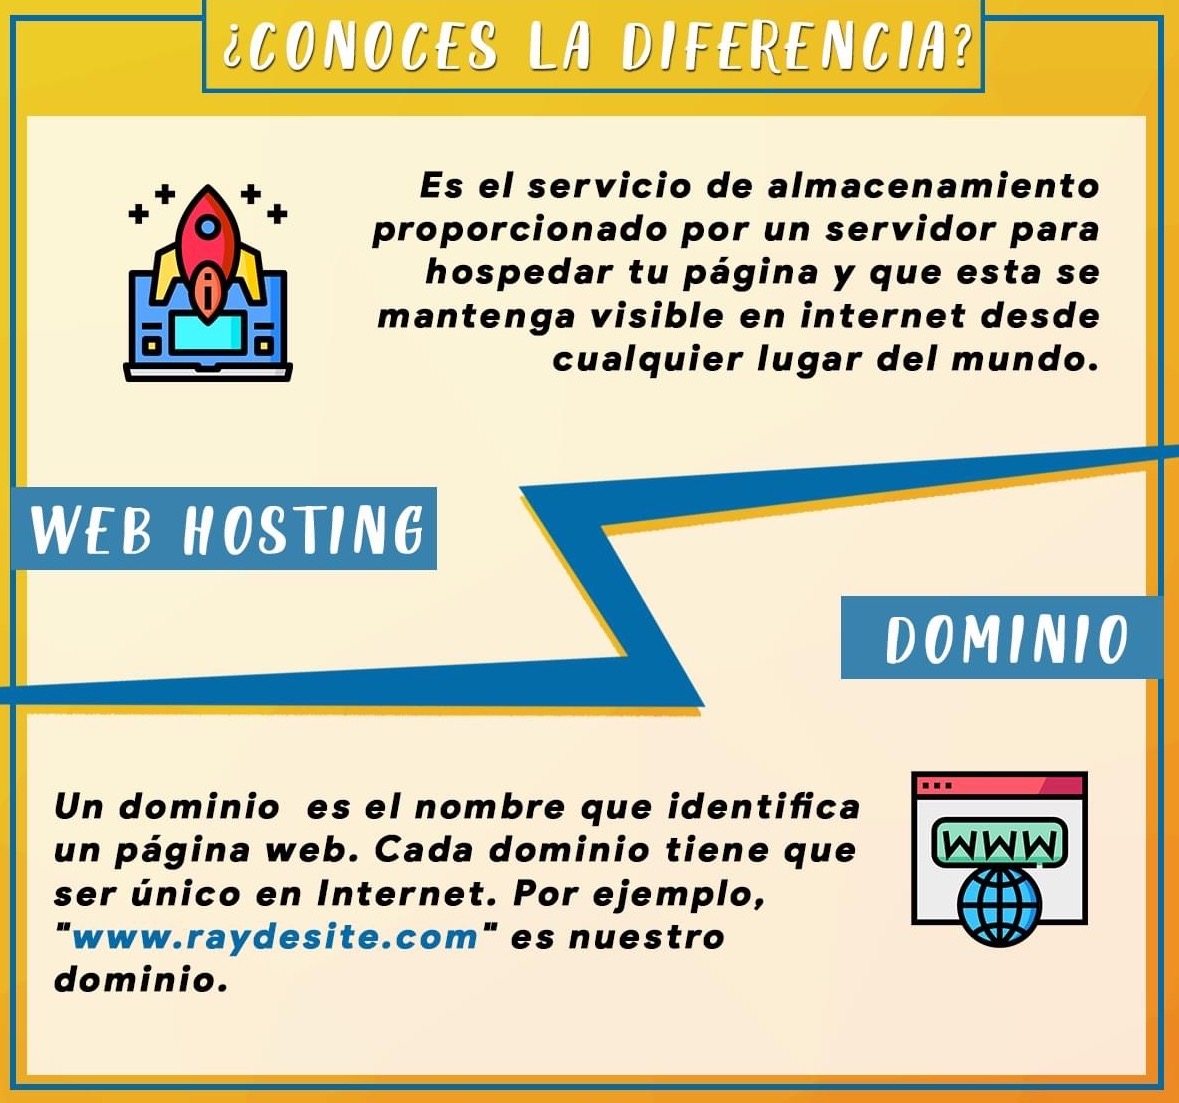 ¿CONOCES LA DIFERENCIA?
Es el servicio de almacenamiento
proporcionado por un servidor para
hospedar tu página y que esta se
mantenga visible en internet desde
cualquier lugar del mundo.
WEB HOSTING
DOMINIO
Un dominio es el nombre que identifica
un página web. Cada dominio tiene que
ser único en Internet. Por ejemplo,
"www.raydesite.com" es nuestro
dominio.
WWW